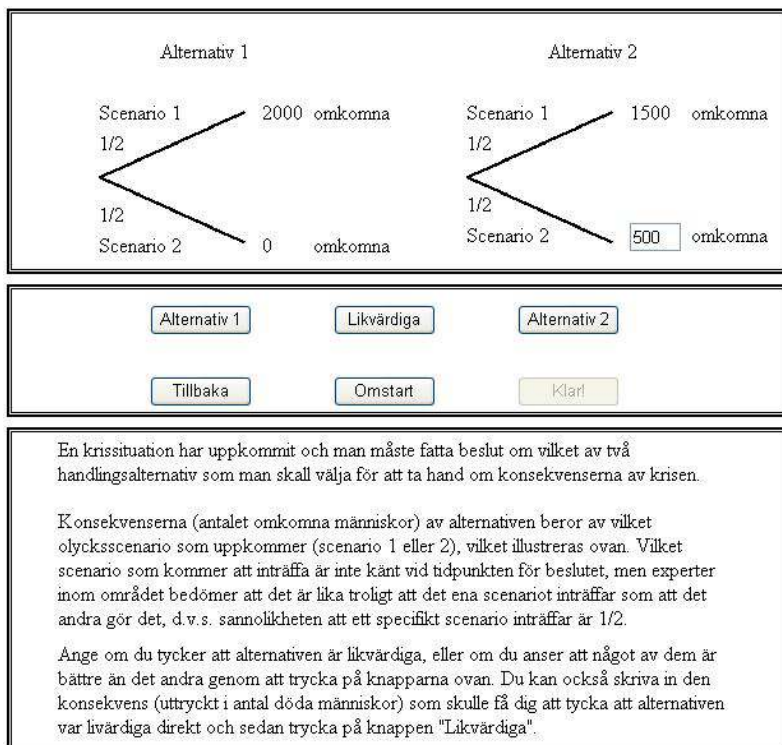 Alternativ 1 Alternativ 2
Scenario 1 2000 omkomna Scenario 1 1500 omkomna
1/2 1/2
1/2 1/2
Scenario 2 0 omkomna Scenario 2 500 omkomna
Alternativ 1 Likvärdiga Alternativ 2
Tillbaka Omstart Klar!
En krissituation har uppkommit och man måste fatta beslut om vilket av två
handlingsalternativ som man skall välja för att ta hand om konsekvenserna av krisen.
Konsekvenserna (antalet omkomna människor) av alternativen beror av vilket
olycksscenario som uppkommer (scenario 1 eller 2), vilket illustreras ovan. Vilket
scenario som kommer att inträffa är inte känt vid tidpunkten för beslutet, men experter
inom området bedömer att det är lika troligt att det ena scenariot inträffar som att det
andra gör det, d.v.s. sannolikheten att ett specifikt scenario inträffar är 1/2.
Ange om du tycker att alternativen är likvärdiga, eller om du anser att något av dem är
bättre än det andra genom att trycka på knapparna ovan. Du kan också skriva in den
konsekvens (uttryckt i antal döda människor) som skulle få dig att tycka att alternativen
var livärdiga direkt och sedan trycka på knappen "Likvärdiga".